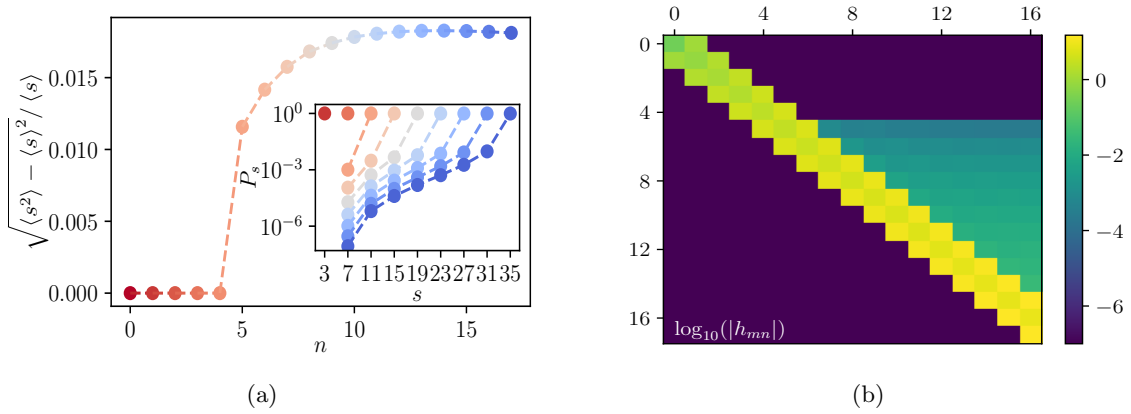 0.015
0.010
0.005
0.000
√⟨s²⟩ − ⟨s⟩² / ⟨s⟩
0 5 10 15
n
10⁰
10⁻³
10⁻⁶
P_s
3 7 11 15 19 23 27 31 35
s
(a)
0 4 8 12 16
0
4
8
12
16
log₁₀(|h_{mn}|)
0
−2
−4
−6
(b)